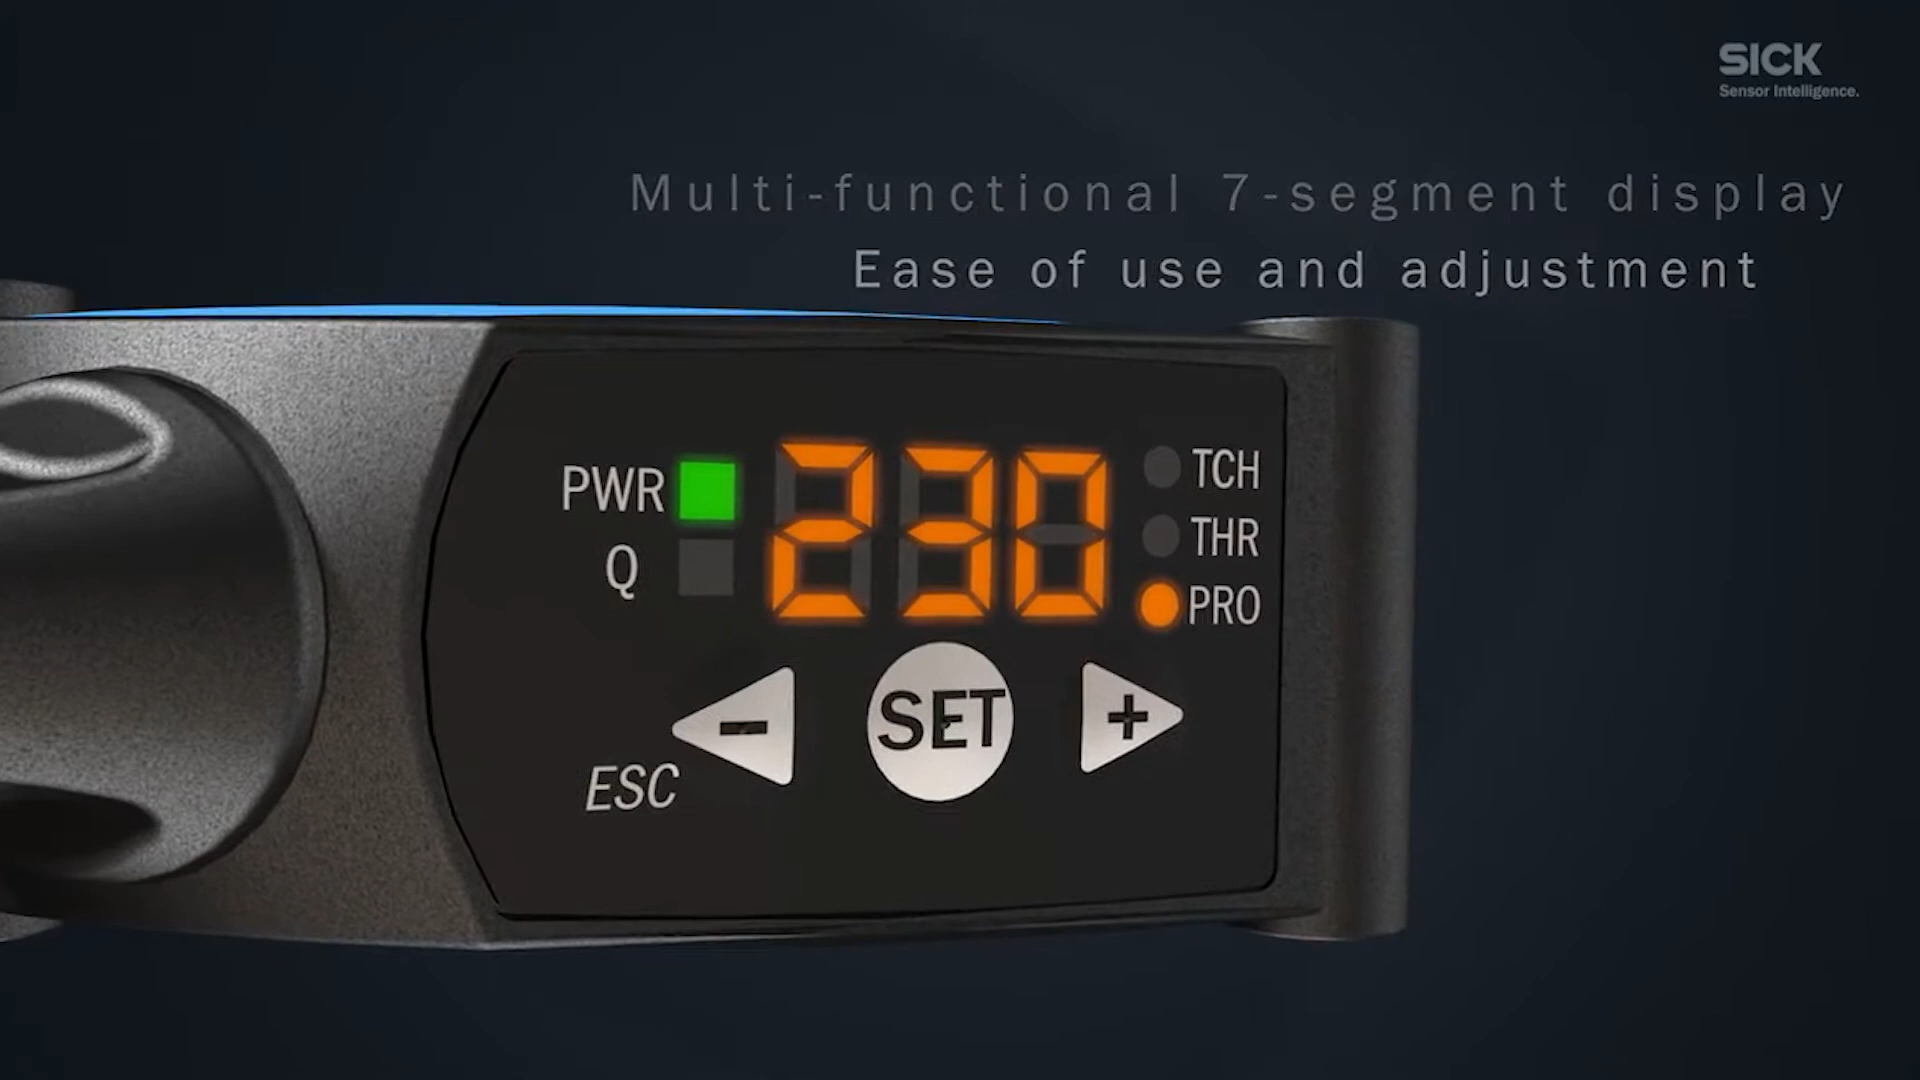 SICK
Sensor Intelligence.
Multi-functional 7-segment display
Ease of use and adjustment
PWR
Q
230
TCH
THR
PRO
- SET +
ESC